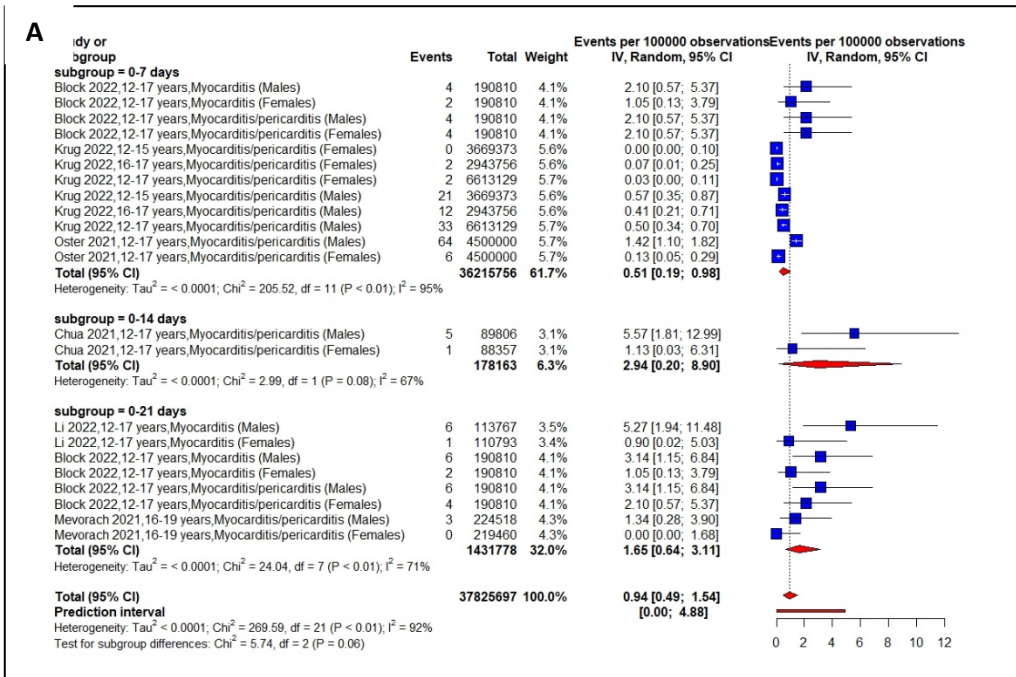 A
ıdy or
ɔgroup Events Total Weight Events per 100000 observations IV, Random, 95% CI Events per 100000 observations IV, Random, 95% CI
subgroup = 0-7 days
Block 2022,12-17 years,Myocarditis (Males) 4 190810 4.1% 2.10 [0.57; 5.37]
Block 2022,12-17 years,Myocarditis (Females) 2 190810 4.1% 1.05 [0.13; 3.79]
Block 2022,12-17 years,Myocarditis/pericarditis (Males) 4 190810 4.1% 2.10 [0.57; 5.37]
Block 2022,12-17 years,Myocarditis/pericarditis (Females) 4 190810 4.1% 2.10 [0.57; 5.37]
Krug 2022,12-15 years,Myocarditis/pericarditis (Females) 0 3669373 5.6% 0.00 [0.00; 0.10]
Krug 2022,16-17 years,Myocarditis/pericarditis (Females) 2 2943756 5.6% 0.07 [0.01; 0.25]
Krug 2022,12-17 years,Myocarditis/pericarditis (Females) 2 6613129 5.7% 0.03 [0.00; 0.11]
Krug 2022,12-15 years,Myocarditis/pericarditis (Males) 21 3669373 5.6% 0.57 [0.35; 0.87]
Krug 2022,16-17 years,Myocarditis/pericarditis (Males) 12 2943756 5.6% 0.41 [0.21; 0.71]
Krug 2022,12-17 years,Myocarditis/pericarditis (Males) 33 6613129 5.7% 0.50 [0.34; 0.70]
Oster 2021,12-17 years,Myocarditis/pericarditis (Males) 64 4500000 5.7% 1.42 [1.10; 1.82]
Oster 2021,12-17 years,Myocarditis/pericarditis (Females) 6 4500000 5.7% 0.13 [0.05; 0.29]
Total (95% CI) 36215756 61.7% 0.51 [0.19; 0.98]
Heterogeneity: Tau² = < 0.0001; Chi² = 205.52, df = 11 (P < 0.01); I² = 95%
subgroup = 0-14 days
Chua 2021,12-17 years,Myocarditis/pericarditis (Males) 5 89806 3.1% 5.57 [1.81; 12.99]
Chua 2021,12-17 years,Myocarditis/pericarditis (Females) 1 88357 3.1% 1.13 [0.03; 6.31]
Total (95% CI) 178163 6.3% 2.94 [0.20; 8.90]
Heterogeneity: Tau² = < 0.0001; Chi² = 2.99, df = 1 (P = 0.08); I² = 67%
subgroup = 0-21 days
Li 2022,12-17 years,Myocarditis (Males) 6 113767 3.5% 5.27 [1.94; 11.48]
Li 2022,12-17 years,Myocarditis (Females) 1 110793 3.4% 0.90 [0.02; 5.03]
Block 2022,12-17 years,Myocarditis (Males) 6 190810 4.1% 3.14 [1.15; 6.84]
Block 2022,12-17 years,Myocarditis (Females) 2 190810 4.1% 1.05 [0.13; 3.79]
Block 2022,12-17 years,Myocarditis/pericarditis (Males) 6 190810 4.1% 3.14 [1.15; 6.84]
Block 2022,12-17 years,Myocarditis/pericarditis (Females) 4 190810 4.1% 2.10 [0.57; 5.37]
Mevorach 2021,16-19 years,Myocarditis/pericarditis (Males) 3 224518 4.3% 1.34 [0.28; 3.90]
Mevorach 2021,16-19 years,Myocarditis/pericarditis (Females) 0 219460 4.3% 0.00 [0.00; 1.68]
Total (95% CI) 1431778 32.0% 1.65 [0.64; 3.11]
Heterogeneity: Tau² = < 0.0001; Chi² = 24.04, df = 7 (P < 0.01); I² = 71%
Total (95% CI) 37825697 100.0% 0.94 [0.49; 1.54]
Prediction interval [0.00; 4.88]
Heterogeneity: Tau² < 0.0001; Chi² = 269.59, df = 21 (P < 0.01); I² = 92%
Test for subgroup differences: Chi² = 5.74, df = 2 (P = 0.06)
0 2 4 6 8 10 12